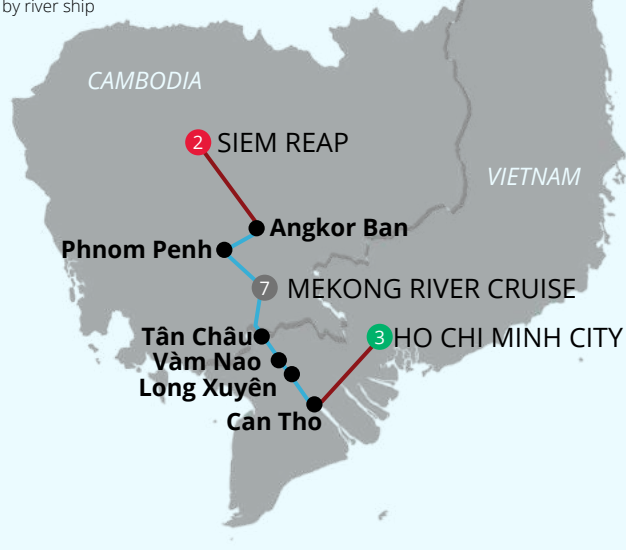 by river ship
CAMBODIA
2 SIEM REAP
VIETNAM
Angkor Ban
Phnom Penh
7 MEKONG RIVER CRUISE
Tân Châu
3 HO CHI MINH CITY
Vàm Nao
Long Xuyên
Can Tho